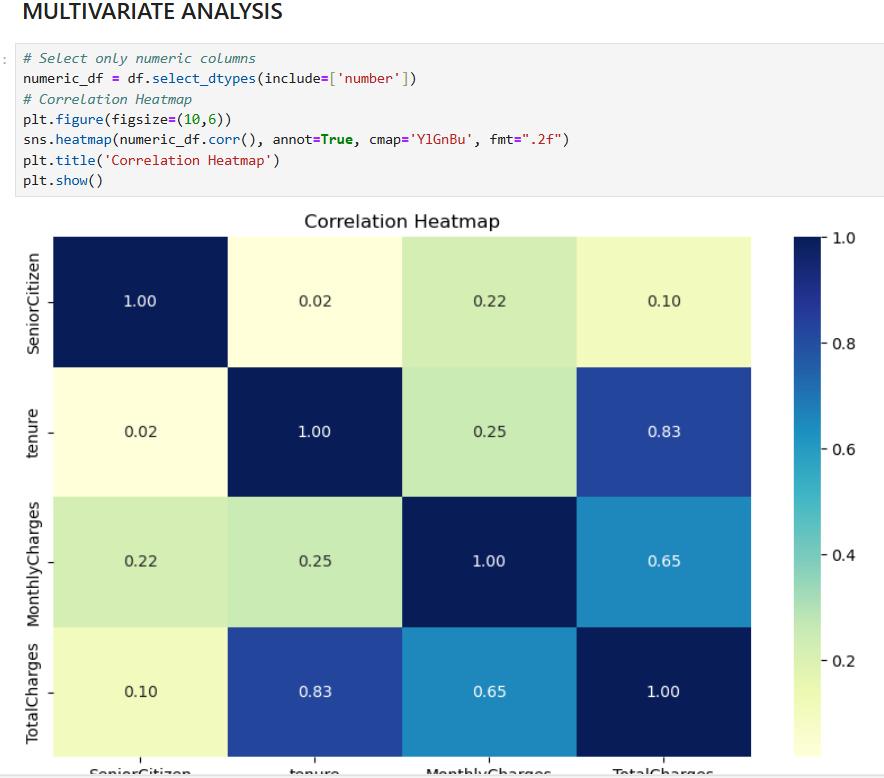 MULTIVARIATE ANALYSIS
:
# Select only numeric columns
numeric_df = df.select_dtypes(include=['number'])
# Correlation Heatmap
plt.figure(figsize=(10,6))
sns.heatmap(numeric_df.corr(), annot=True, cmap='YlGnBu', fmt=".2f")
plt.title('Correlation Heatmap')
plt.show()
Correlation Heatmap
SeniorCitizen 1.00 0.02 0.22 0.10
tenure 0.02 1.00 0.25 0.83
MonthlyCharges 0.22 0.25 1.00 0.65
TotalCharges 0.10 0.83 0.65 1.00
SeniorCitizen tenure MonthlyCharges TotalCharges
1.0
0.8
0.6
0.4
0.2